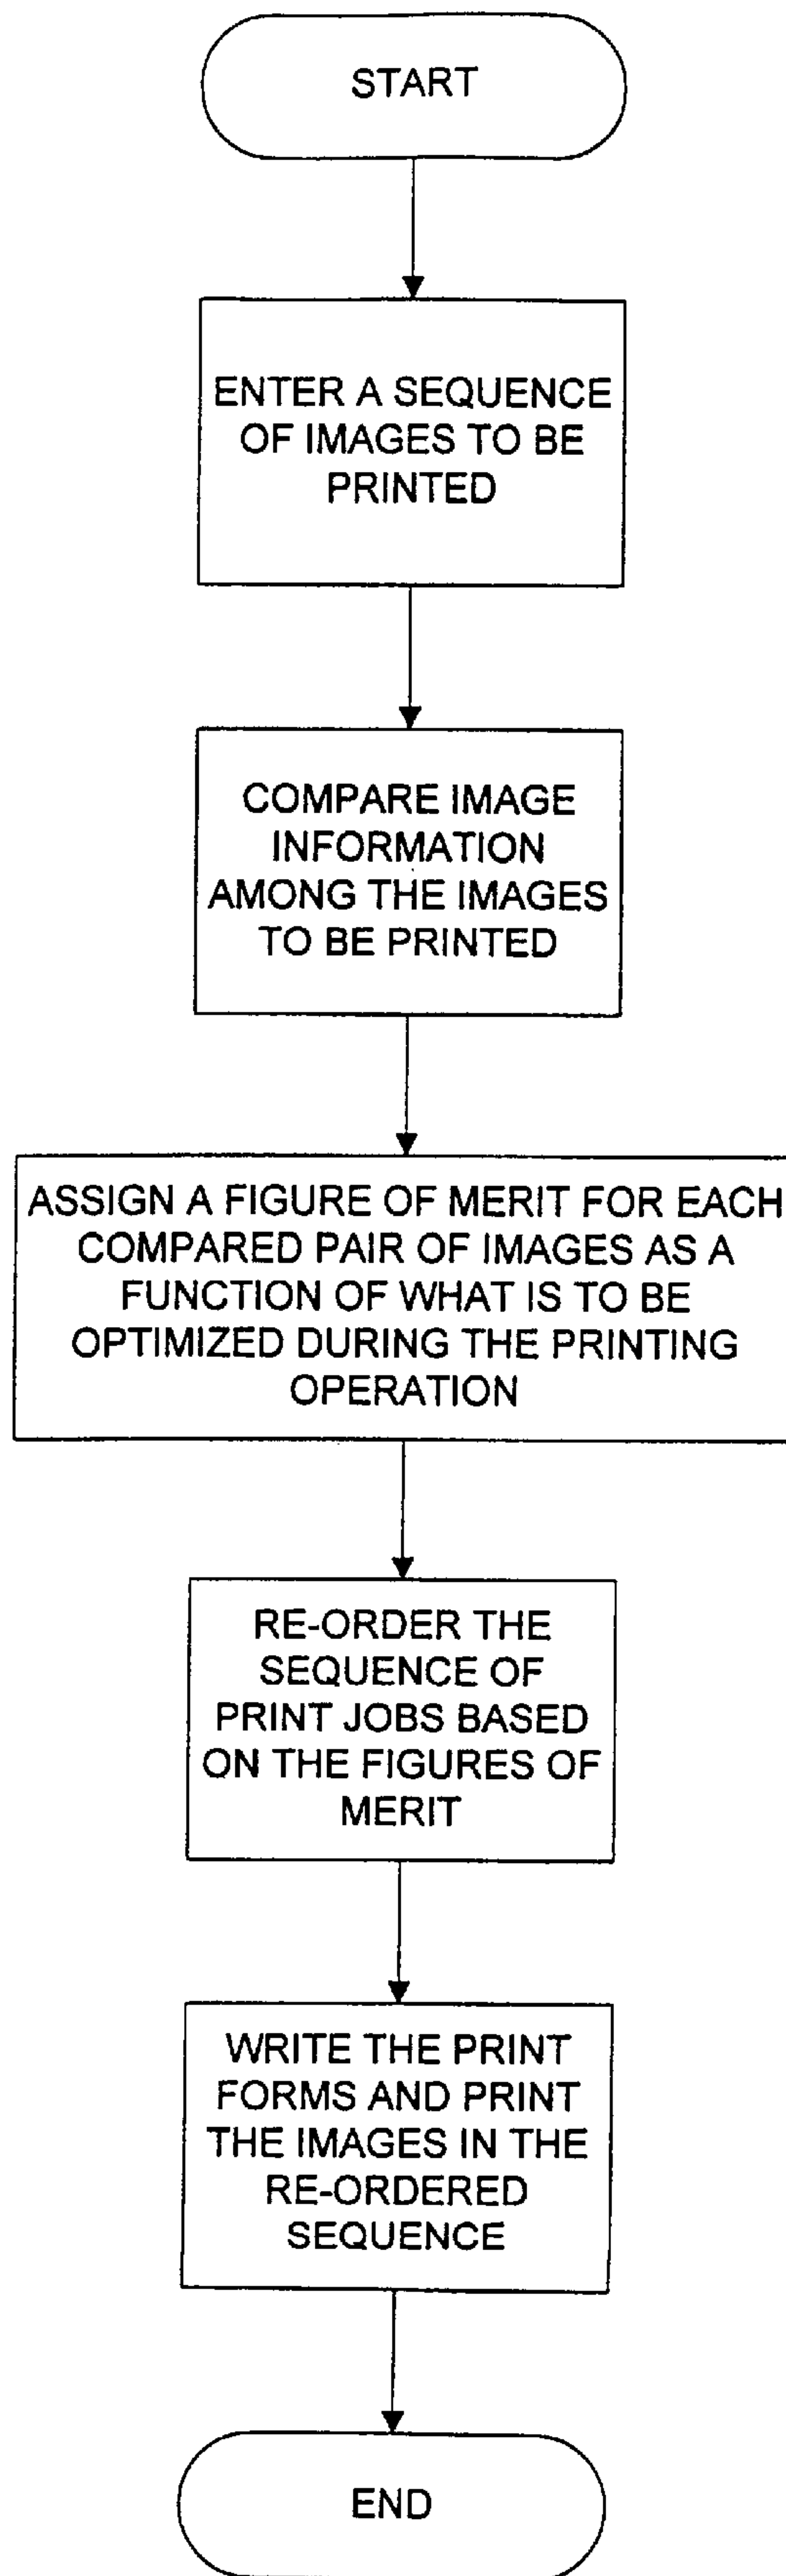 START
ENTER A SEQUENCE
OF IMAGES TO BE
PRINTED
COMPARE IMAGE
INFORMATION
AMONG THE IMAGES
TO BE PRINTED
ASSIGN A FIGURE OF MERIT FOR EACH
COMPARED PAIR OF IMAGES AS A
FUNCTION OF WHAT IS TO BE
OPTIMIZED DURING THE PRINTING
OPERATION
RE-ORDER THE
SEQUENCE OF
PRINT JOBS BASED
ON THE FIGURES OF
MERIT
WRITE THE PRINT
FORMS AND PRINT
THE IMAGES IN THE
RE-ORDERED
SEQUENCE
END